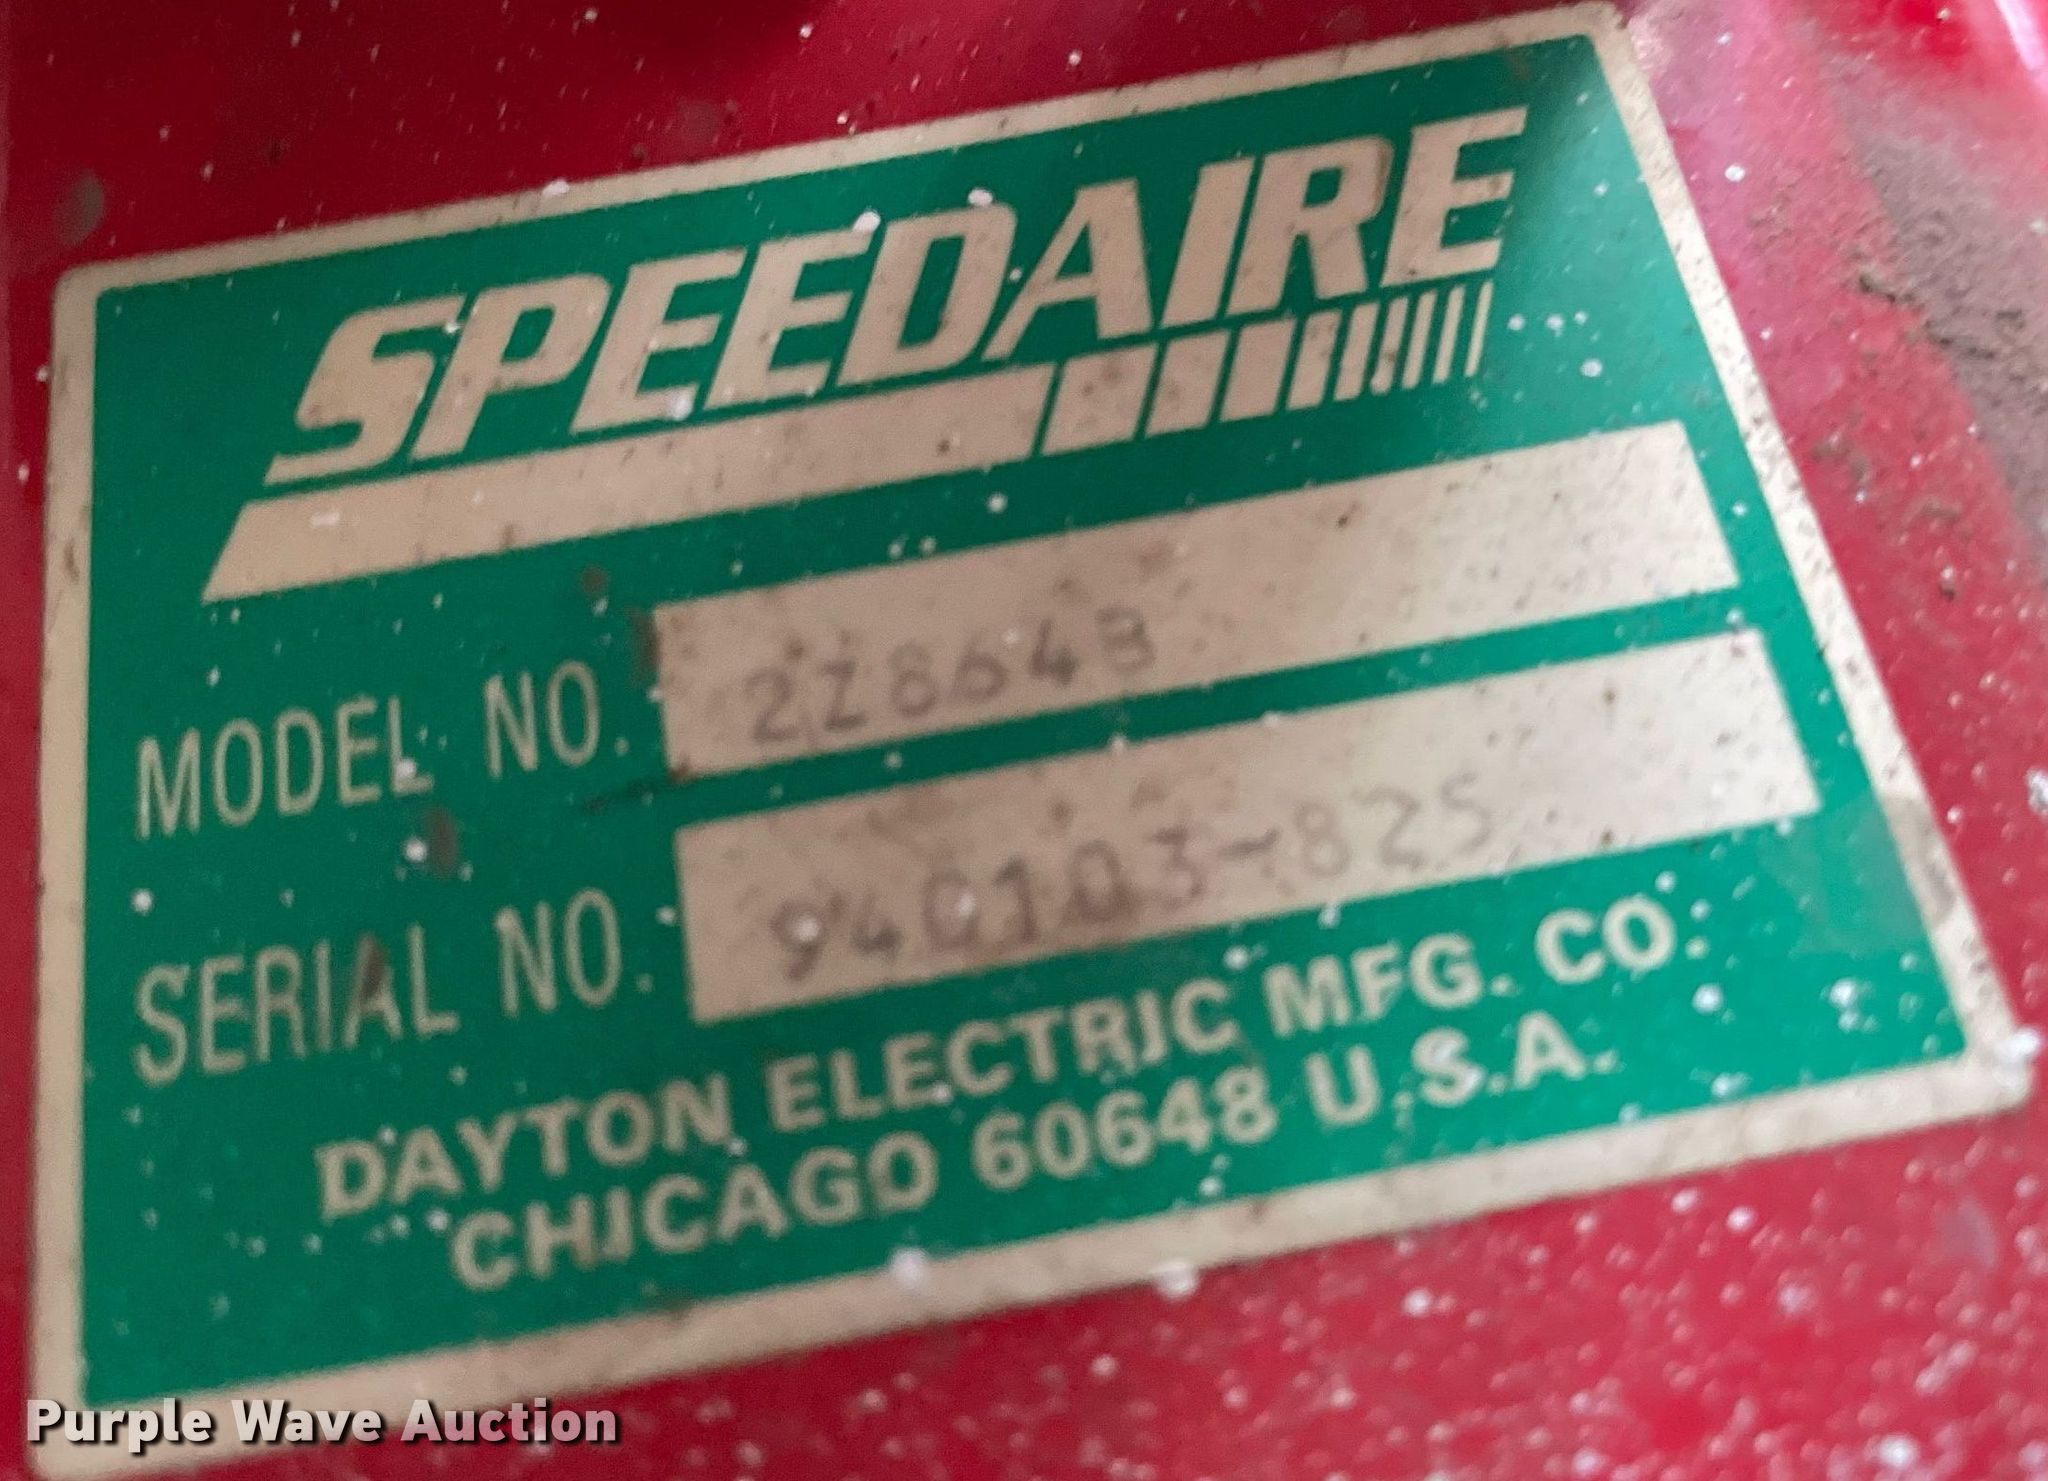 SPEEDAIRE
MODEL NO. 2Z864B
SERIAL NO. 940103-825
DAYTON ELECTRIC MFG. CO.
CHICAGO 60648 U.S.A.
Purple Wave Auction